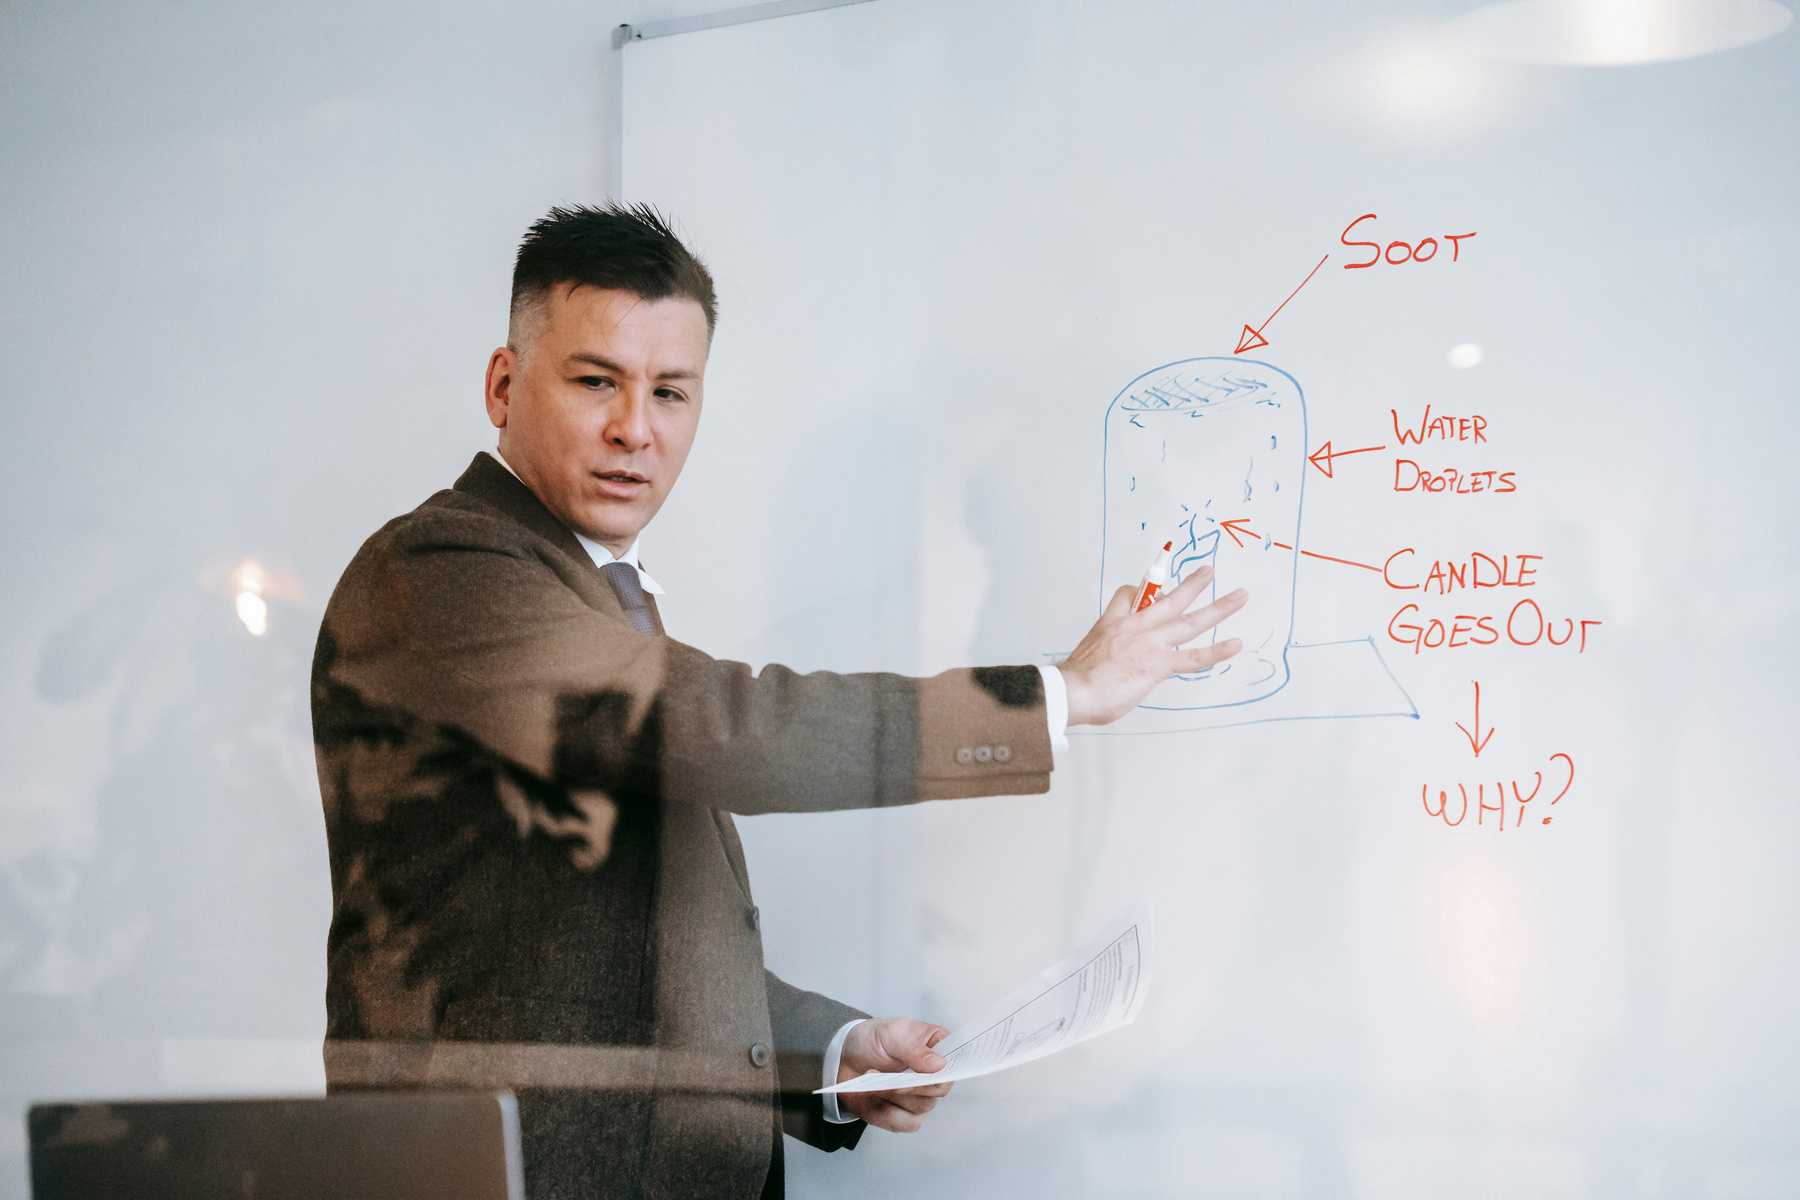 SOOT
WATER
DROPLETS
CANDLE
GOES OUT
WHY?